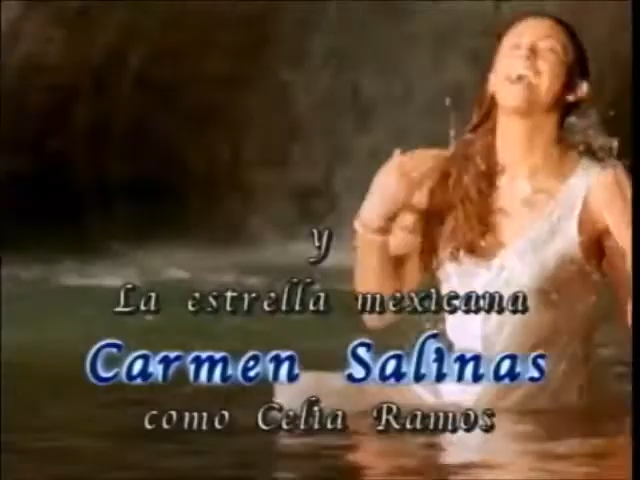 y
La estrella mexicana
Carmen Salinas
como Celia Ramos